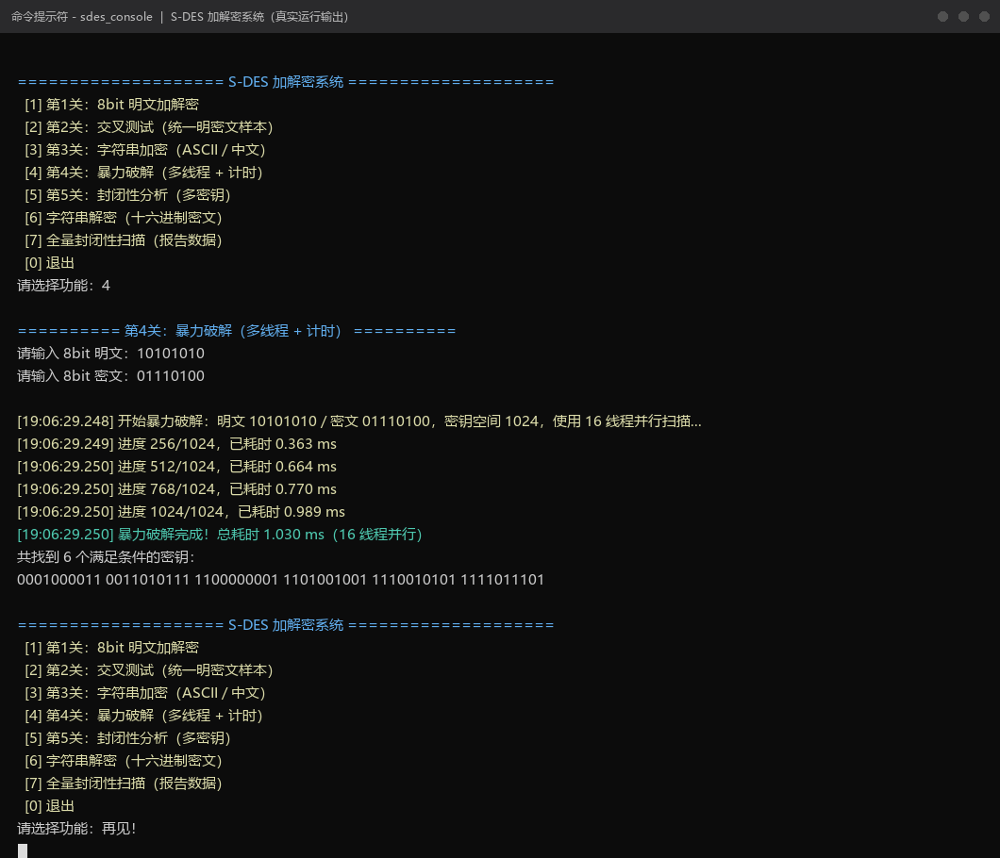 命令提示符 - sdes_console | S-DES 加解密系统（真实运行输出）
==================== S-DES 加解密系统 ====================
[1] 第1关：8bit 明文加解密
[2] 第2关：交叉测试（统一明密文样本）
[3] 第3关：字符串加密（ASCII / 中文）
[4] 第4关：暴力破解（多线程 + 计时）
[5] 第5关：封闭性分析（多密钥）
[6] 字符串解密（十六进制密文）
[7] 全量封闭性扫描（报告数据）
[0] 退出
请选择功能：4
========== 第4关：暴力破解（多线程 + 计时） ==========
请输入 8bit 明文：10101010
请输入 8bit 密文：01110100
[19:06:29.248] 开始暴力破解：明文 10101010 / 密文 01110100，密钥空间 1024，使用 16 线程并行扫描...
[19:06:29.249] 进度 256/1024，已耗时 0.363 ms
[19:06:29.250] 进度 512/1024，已耗时 0.664 ms
[19:06:29.250] 进度 768/1024，已耗时 0.770 ms
[19:06:29.250] 进度 1024/1024，已耗时 0.989 ms
[19:06:29.250] 暴力破解完成！总耗时 1.030 ms（16 线程并行）
共找到 6 个满足条件的密钥：
0001000011 0011010111 1100000001 1101001001 1110010101 1111011101
==================== S-DES 加解密系统 ====================
[1] 第1关：8bit 明文加解密
[2] 第2关：交叉测试（统一明密文样本）
[3] 第3关：字符串加密（ASCII / 中文）
[4] 第4关：暴力破解（多线程 + 计时）
[5] 第5关：封闭性分析（多密钥）
[6] 字符串解密（十六进制密文）
[7] 全量封闭性扫描（报告数据）
[0] 退出
请选择功能：再见！